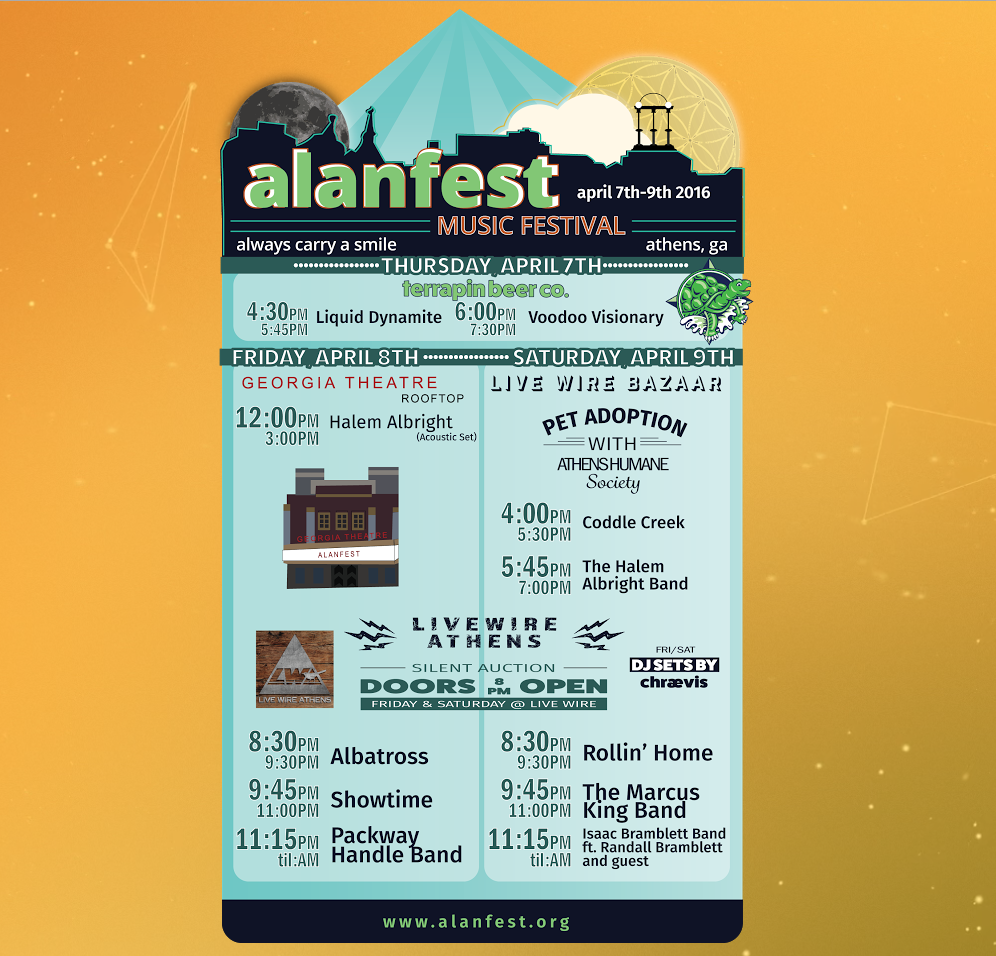 alanfest
april 7th-9th 2016
MUSIC FESTIVAL
always carry a smile
athens, ga
THURSDAY, APRIL 7TH
terrapin beer co.
4:30PM
5:45PM
Liquid Dynamite
6:00PM
7:30PM
Voodoo Visionary
FRIDAY, APRIL 8TH
GEORGIA THEATRE
ROOFTOP
12:00PM
3:00PM
Halem Albright
(Acoustic Set)
GEORGIA THEATRE
ALANFEST
SATURDAY, APRIL 9TH
LIVE WIRE BAZAAR
PET ADOPTION
WITH
ATHENS HUMANE
Society
4:00PM
5:30PM
Coddle Creek
5:45PM
7:00PM
The Halem
Albright Band
LIVE WIRE ATHENS
LIVEWIRE
ATHENS
SILENT AUCTION
DOORS 8 PM OPEN
FRIDAY & SATURDAY @ LIVE WIRE
FRI/SAT
DJ SETS BY
chrævis
8:30PM
9:30PM
Albatross
9:45PM
11:00PM
Showtime
11:15PM
til:AM
Packway
Handle Band
8:30PM
9:30PM
Rollin' Home
9:45PM
11:00PM
The Marcus
King Band
11:15PM
til:AM
Isaac Bramblett Band
ft. Randall Bramblett
and guest
www.alanfest.org